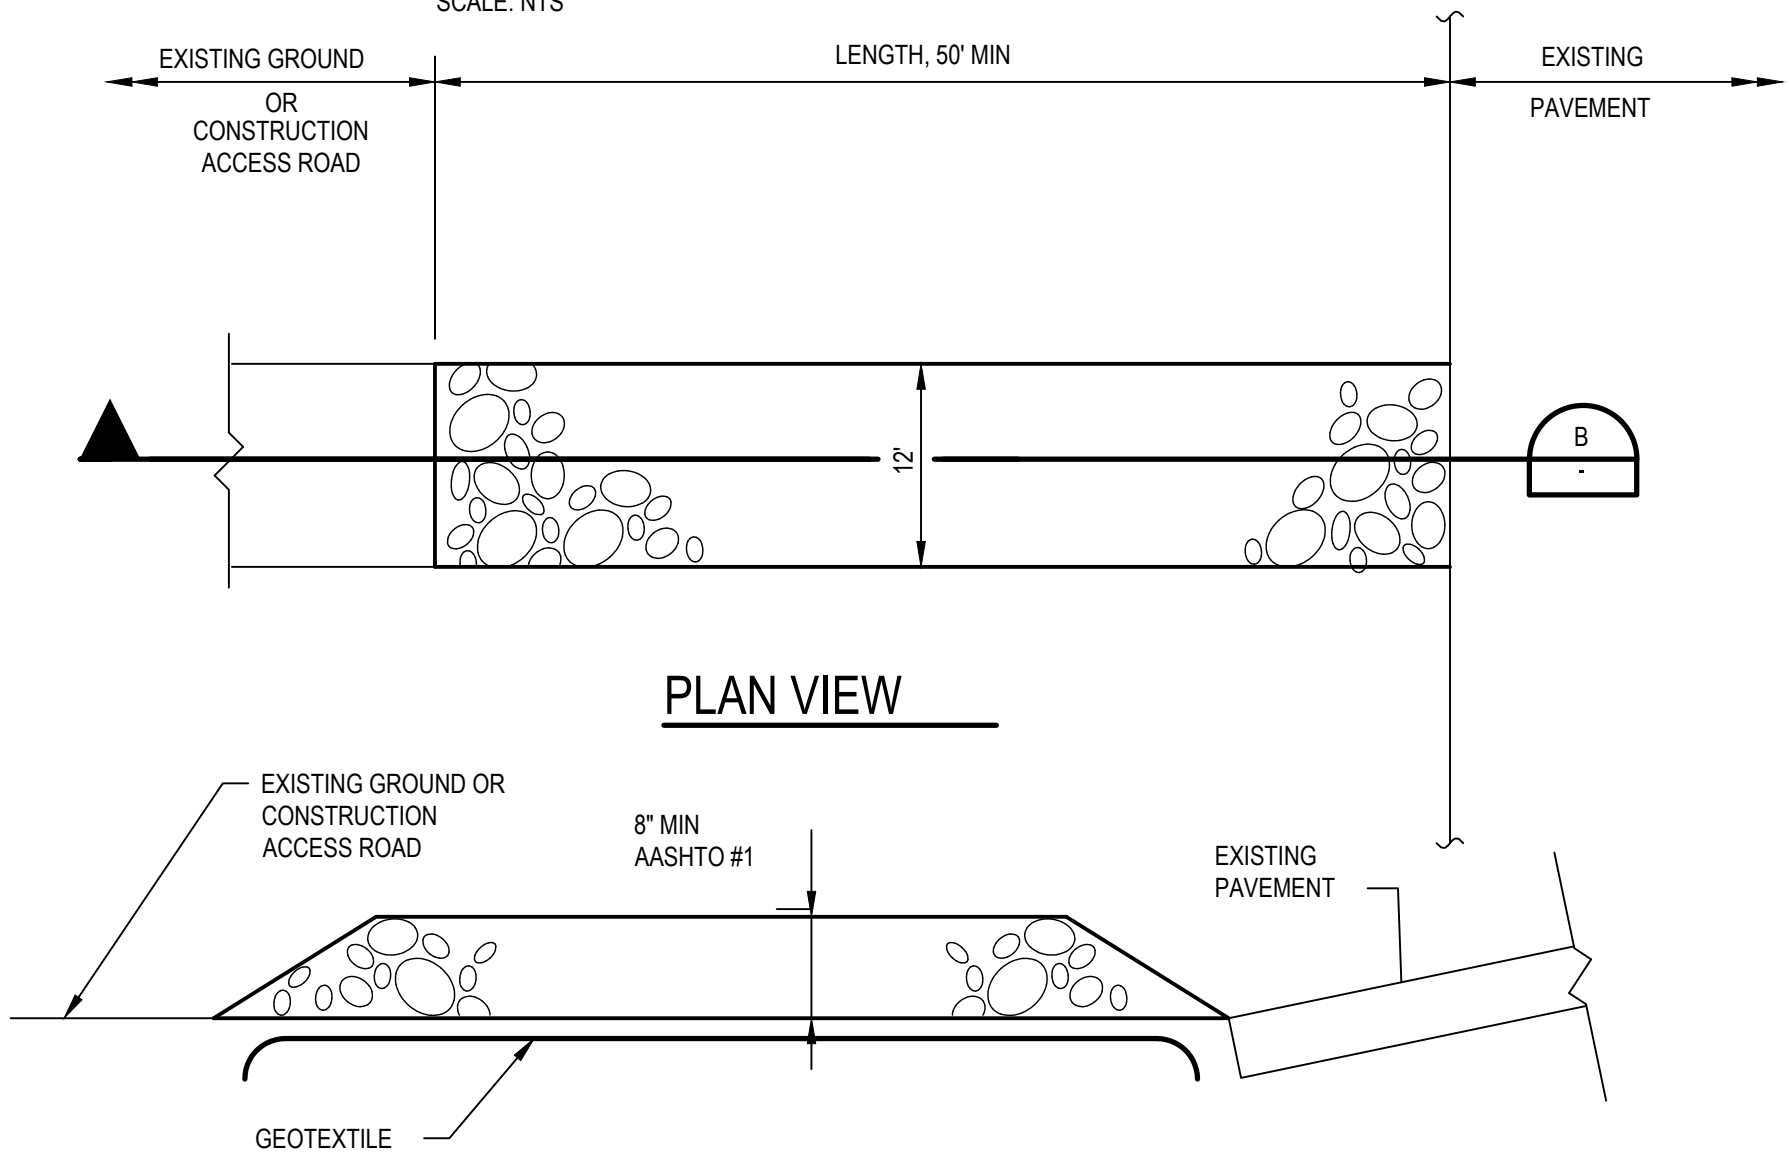 SCALE: NTS
EXISTING GROUND
OR
CONSTRUCTION
ACCESS ROAD
LENGTH, 50' MIN
EXISTING
PAVEMENT
12'
B
-
PLAN VIEW
EXISTING GROUND OR
CONSTRUCTION
ACCESS ROAD
8" MIN
AASHTO #1
EXISTING
PAVEMENT
GEOTEXTILE